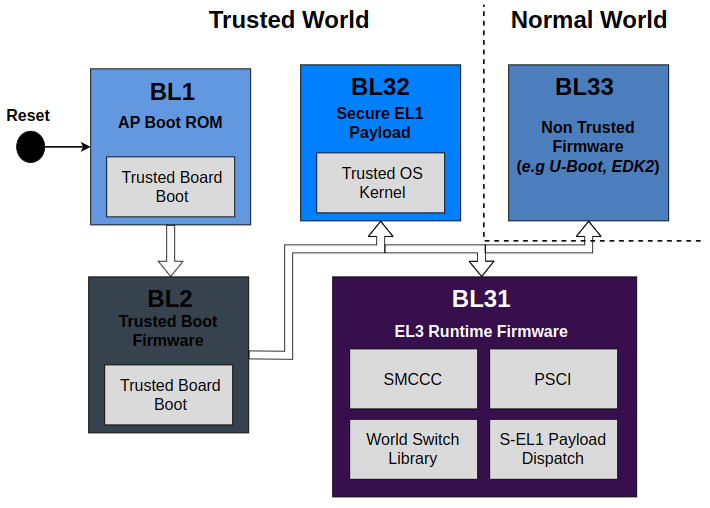 Trusted World
Normal World
Reset
BL1
AP Boot ROM
Trusted Board
Boot
BL32
Secure EL1
Payload
Trusted OS
Kernel
BL33
Non Trusted
Firmware
(e.g U-Boot, EDK2)
BL2
Trusted Boot
Firmware
Trusted Board
Boot
BL31
EL3 Runtime Firmware
SMCCC
PSCI
World Switch
Library
S-EL1 Payload
Dispatch